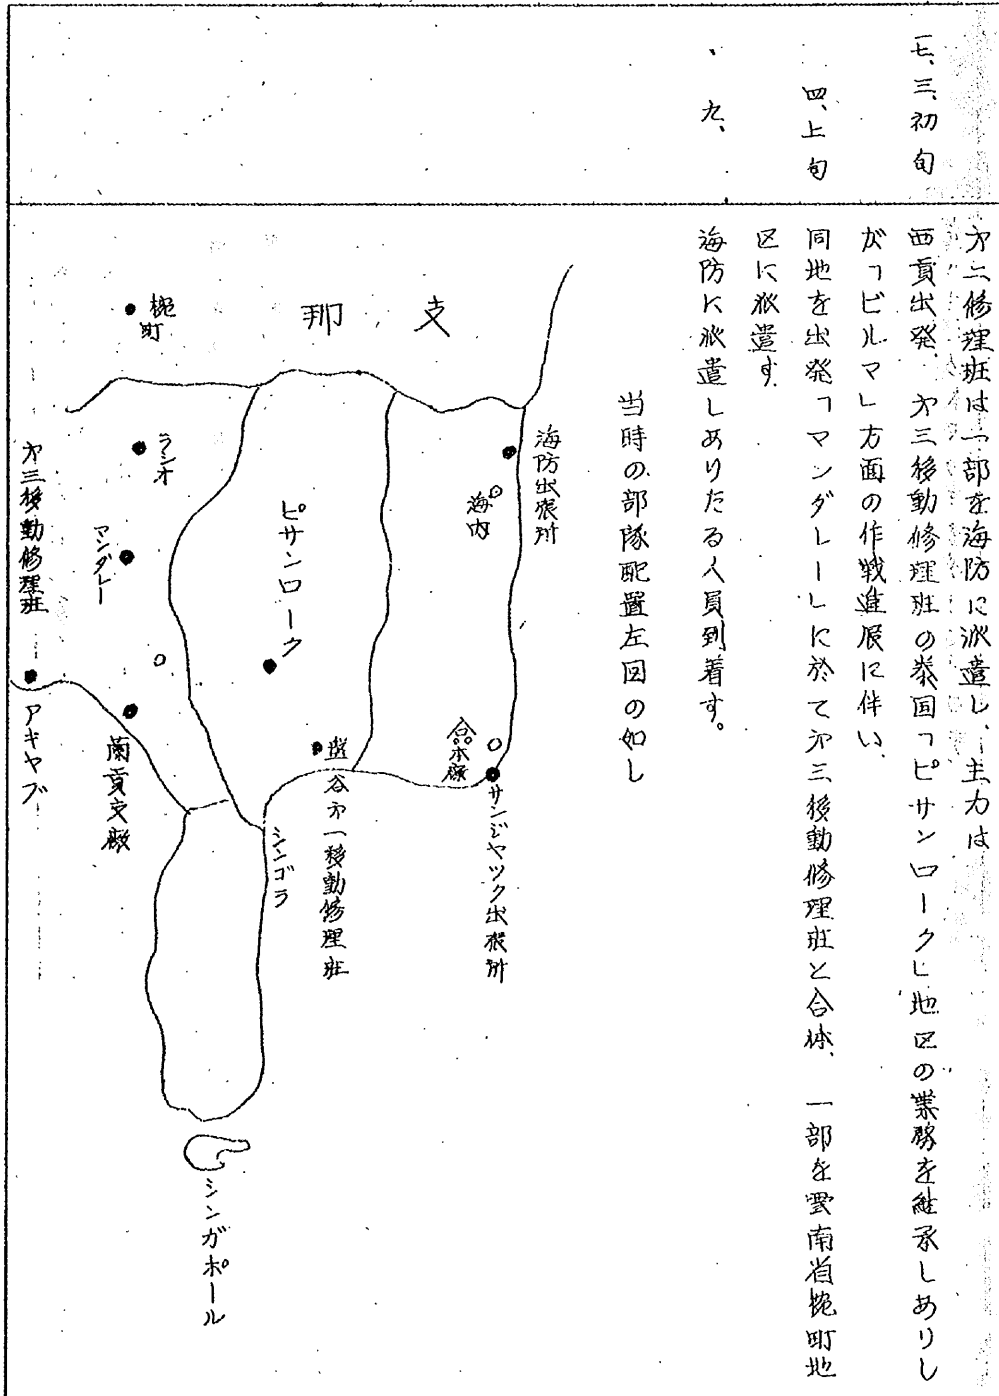 一七、三、初旬
四、上旬
〃 九、
才二修理班は一部を海防に派遣し、主力は
西貢出発、才三移動修理班の泰国「ピサンローク」地区の業務を継承しありし
が「ビルマ」方面の作戦進展に伴い、
同地を出発「マンダレー」に於て才三移動修理班と合体、一部を雲南省椀町地
区に派遣す。
海防に派遣しありたる人員到着す。
当時の部隊配置左図の如し
支那
海防出張所
海内
サンジヤツク出張所
ピサンローク
盤谷才一移動修理班
シンゴラ
椀町
ラシオ
マンダレー
蘭貢支廠
才三移動修理班
アキヤブ
シンガポール